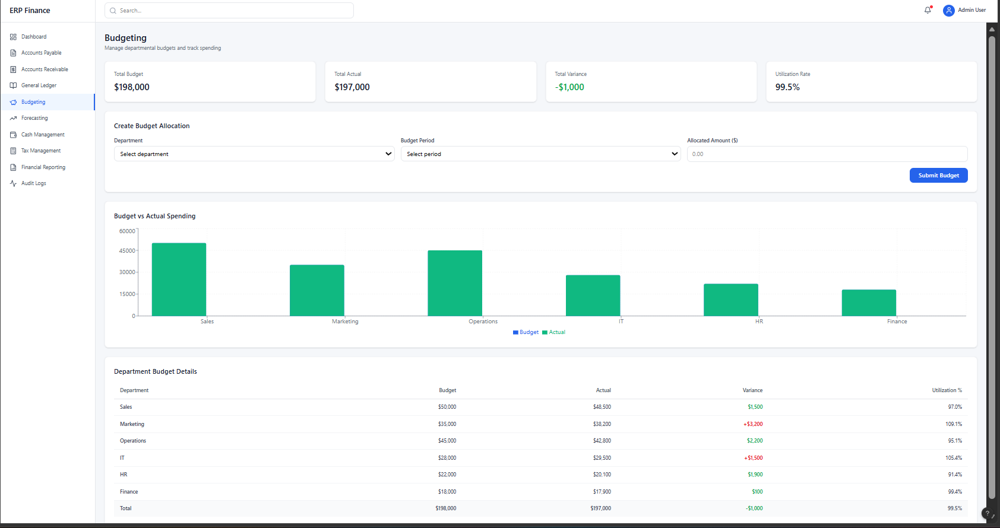 ERP Finance
Search...
Admin User
Dashboard
Accounts Payable
Accounts Receivable
General Ledger
Budgeting
Forecasting
Cash Management
Tax Management
Financial Reporting
Audit Logs
Budgeting
Manage departmental budgets and track spending
Total Budget
$198,000
Total Actual
$197,000
Total Variance
-$1,000
Utilization Rate
99.5%
Create Budget Allocation
Department
Select department
Budget Period
Select period
Allocated Amount ($)
0.00
Submit Budget
Budget vs Actual Spending
60000
45000
30000
15000
0
Sales Marketing Operations IT HR Finance
Budget Actual
Department Budget Details
Department Budget Actual Variance Utilization %
Sales $50,000 $48,500 $1,500 97.0%
Marketing $35,000 $38,200 +$3,200 109.1%
Operations $45,000 $42,800 $2,200 95.1%
IT $28,000 $29,500 +$1,500 105.4%
HR $22,000 $20,100 $1,900 91.4%
Finance $18,000 $17,900 $100 99.4%
Total $198,000 $197,000 -$1,000 99.5%
?